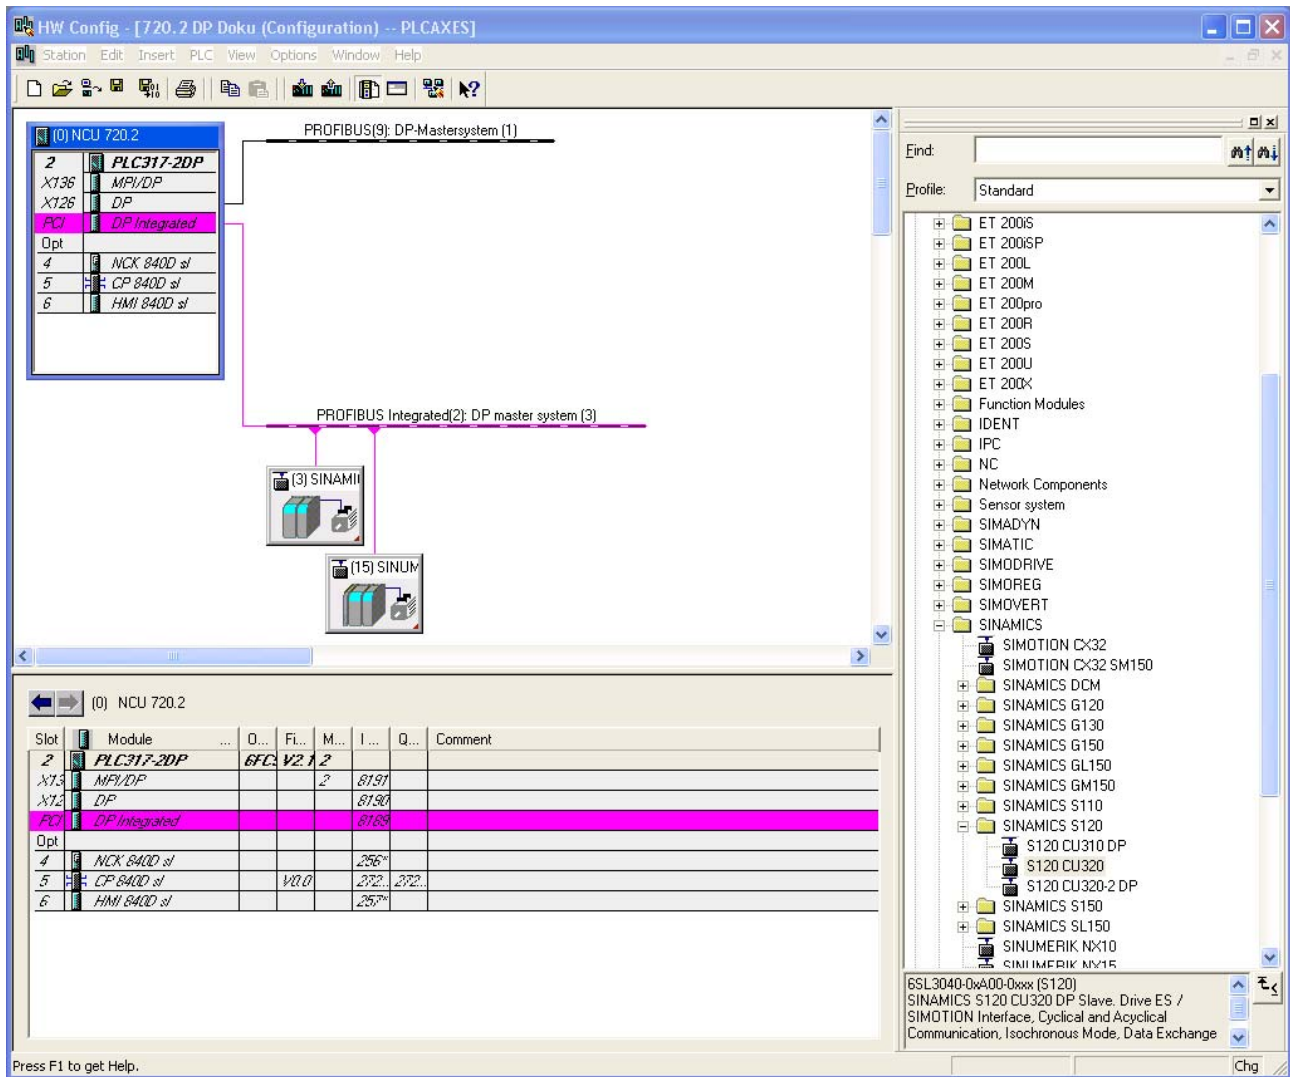 HW Config - [720.2 DP Doku (Configuration) -- PLCAXES]
Station Edit Insert PLC View Options Window Help
(0) NCU 720.2
2 PLC317-2DP
X136 MPI/DP
X126 DP
PCI DP Integrated
Opt
4 NCK 840D sl
5 CP 840D sl
6 HMI 840D sl
PROFIBUS(9): DP-Mastersystem (1)
PROFIBUS Integrated(2): DP master system (3)
(3) SINAMI
(15) SINUM
(0) NCU 720.2
Slot Module ... O... Fi... M... I ... Q... Comment
2 PLC317-2DP 6FC: V2.1 2
X13 MPI/DP 2 8191
X12 DP 8190
PCI DP Integrated 8189
Opt
4 NCK 840D sl 256*
5 CP 840D sl V0.0 272.. 272..
6 HMI 840D sl 257*
Find:
Profile: Standard
ET 200iS
ET 200iSP
ET 200L
ET 200M
ET 200pro
ET 200R
ET 200S
ET 200U
ET 200X
Function Modules
IDENT
IPC
NC
Network Components
Sensor system
SIMADYN
SIMATIC
SIMODRIVE
SIMOREG
SIMOVERT
SINAMICS
SIMOTION CX32
SIMOTION CX32 SM150
SINAMICS DCM
SINAMICS G120
SINAMICS G130
SINAMICS G150
SINAMICS GL150
SINAMICS GM150
SINAMICS S110
SINAMICS S120
S120 CU310 DP
S120 CU320
S120 CU320-2 DP
SINAMICS S150
SINAMICS SL150
SINUMERIK NX10
SINUMERIK NX15
6SL3040-0xA00-0xxx (S120)
SINAMICS S120 CU320 DP Slave. Drive ES /
SIMOTION Interface, Cyclical and Acyclical
Communication, Isochronous Mode, Data Exchange
Press F1 to get Help.
Chg